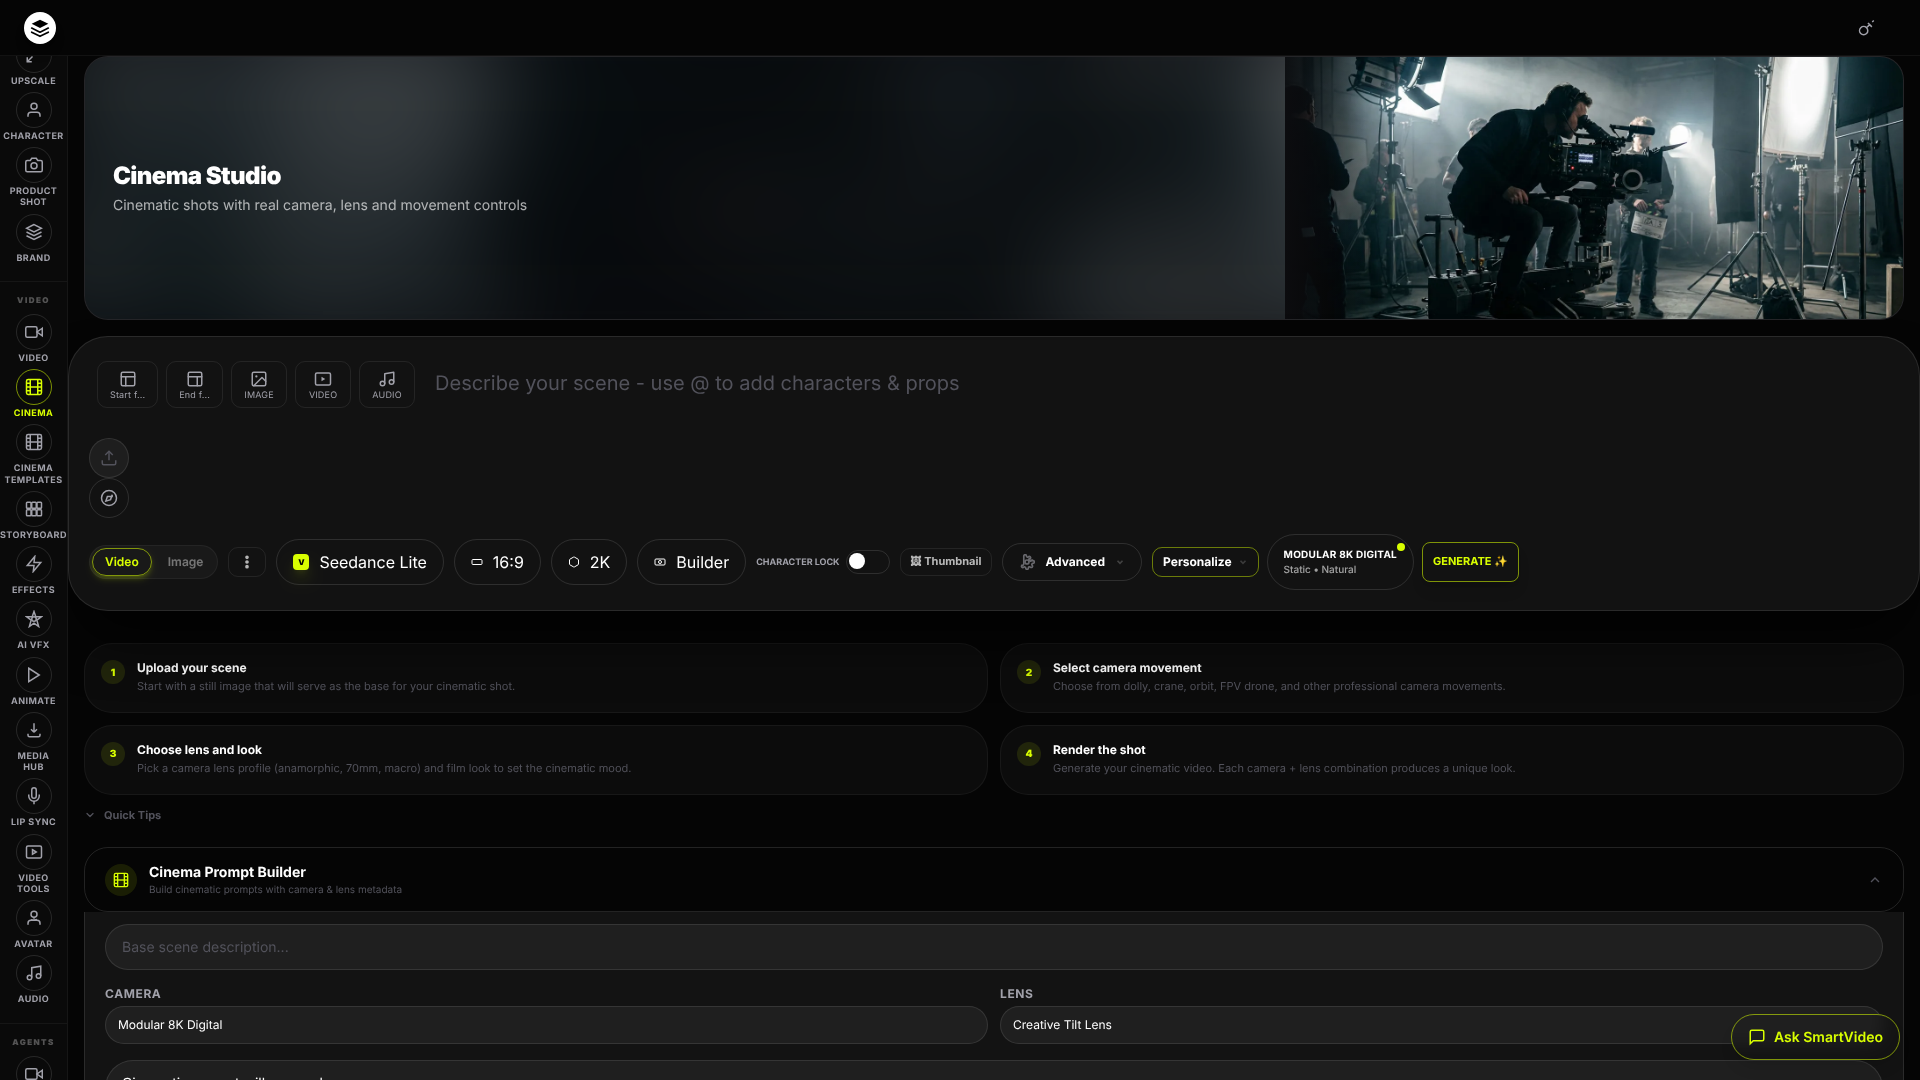 UPSCALE
CHARACTER
PRODUCT
SHOT
BRAND
VIDEO
VIDEO
CINEMA
CINEMA
TEMPLATES
STORYBOARD
EFFECTS
AI VFX
ANIMATE
MEDIA
HUB
LIP SYNC
VIDEO
TOOLS
AVATAR
AUDIO
AGENTS
Cinema Studio
Cinematic shots with real camera, lens and movement controls
Start f...
End f...
IMAGE
VIDEO
AUDIO
Describe your scene - use @ to add characters & props
Video
Image
Seedance Lite
16:9
2K
Builder
CHARACTER LOCK
Thumbnail
Advanced
Personalize
MODULAR 8K DIGITAL
Static • Natural
GENERATE ✨
1
Upload your scene
Start with a still image that will serve as the base for your cinematic shot.
2
Select camera movement
Choose from dolly, crane, orbit, FPV drone, and other professional camera movements.
3
Choose lens and look
Pick a camera lens profile (anamorphic, 70mm, macro) and film look to set the cinematic mood.
4
Render the shot
Generate your cinematic video. Each camera + lens combination produces a unique look.
Quick Tips
Cinema Prompt Builder
Build cinematic prompts with camera & lens metadata
Base scene description...
CAMERA
Modular 8K Digital
LENS
Creative Tilt Lens
Ask SmartVideo